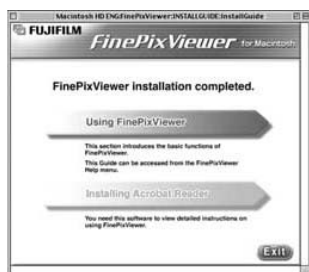 Macintosh HD ENG:FinePixViewer:INSTALLGUIDE:InstallGuide
FUJIFILM
FinePixViewer for Macintosh
FinePixViewer installation completed.
Using FinePixViewer
This section introduces the basic functions of
FinePixViewer.
This Guide can be accessed from the FinePixViewer
Help menu.
Installing Acrobat Reader
You need this software to view detailed instructions on
using FinePixViewer.
Exit